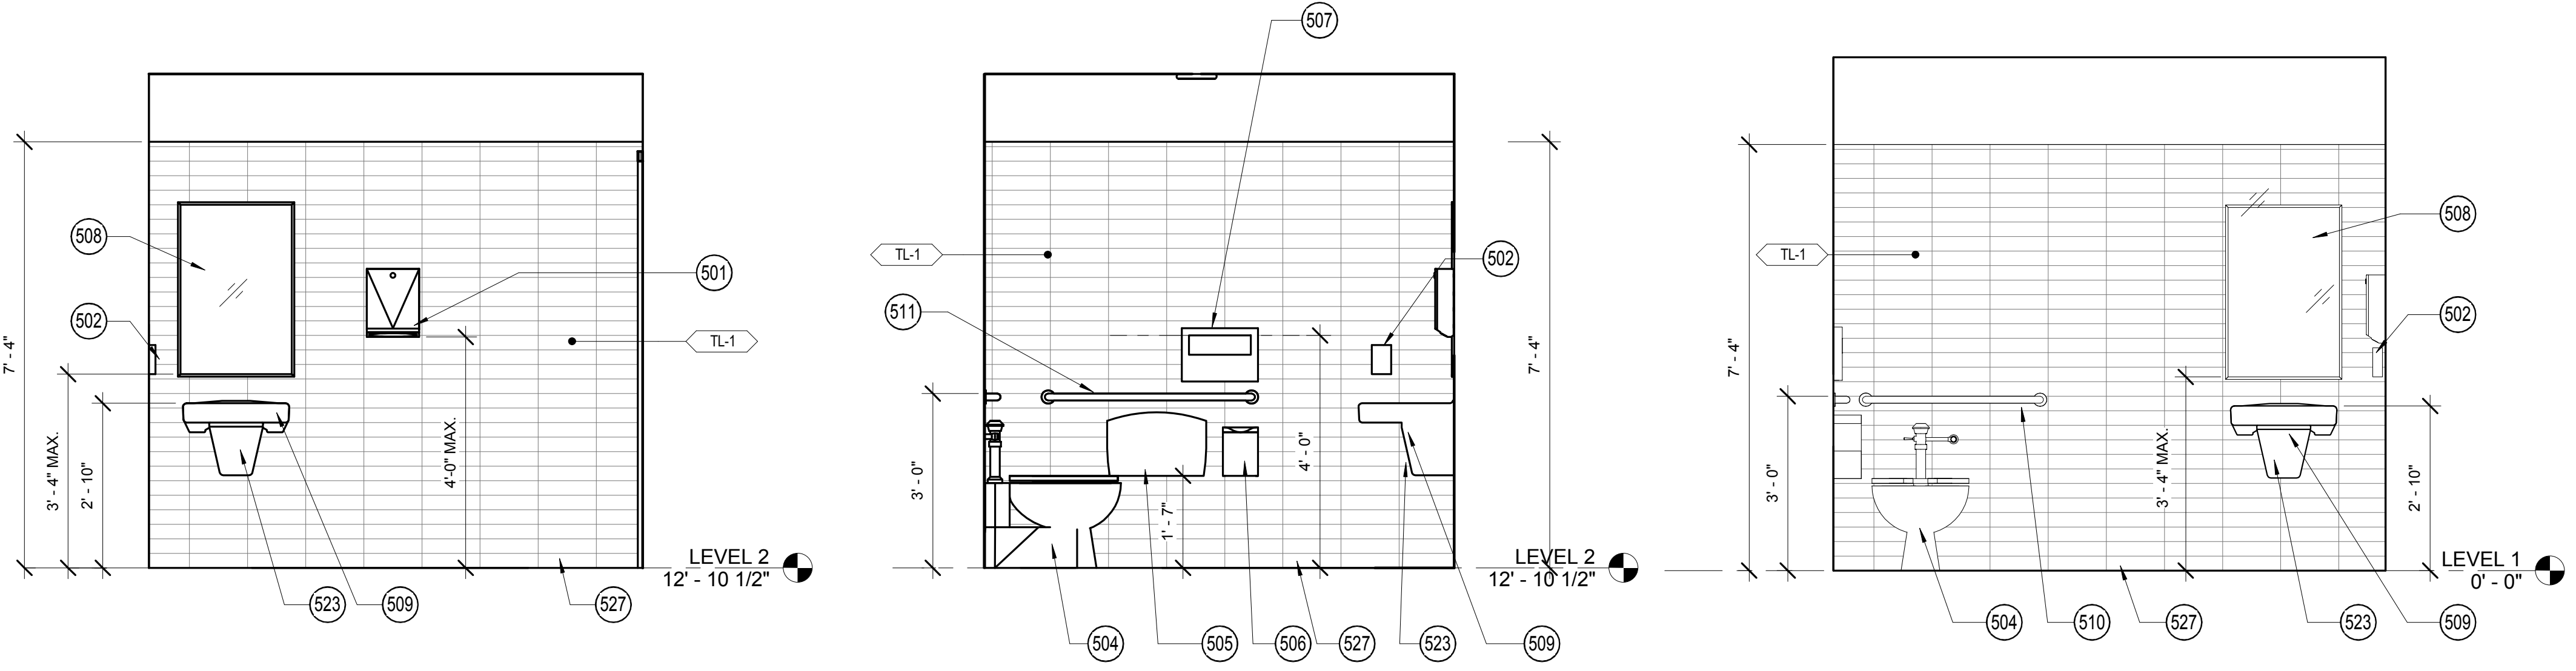 508
502
501
TL-1
7' - 4"
3' - 4" MAX.
2' - 10"
4'-0" MAX.
LEVEL 2
12' - 10 1/2"
523
509
527
507
TL-1
502
511
7' - 4"
3' - 0"
4' - 0"
1' - 7"
LEVEL 2
12' - 10 1/2"
504
505
506
527
523
509
508
TL-1
502
7' - 4"
3' - 0"
3' - 4" MAX.
2' - 10"
LEVEL 1
0' - 0"
504
510
527
523
509